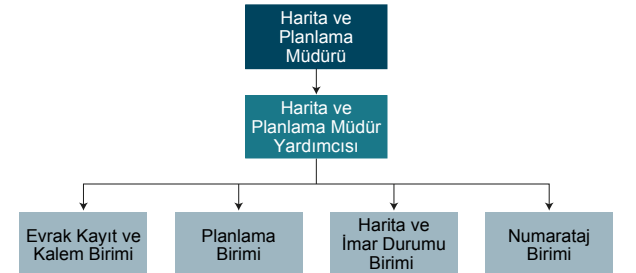 Harita ve
Planlama
Müdürü
Harita ve
Planlama Müdür
Yardımcısı
Evrak Kayıt ve
Kalem Birimi
Planlama
Birimi
Harita ve
İmar Durumu
Birimi
Numarataj
Birimi